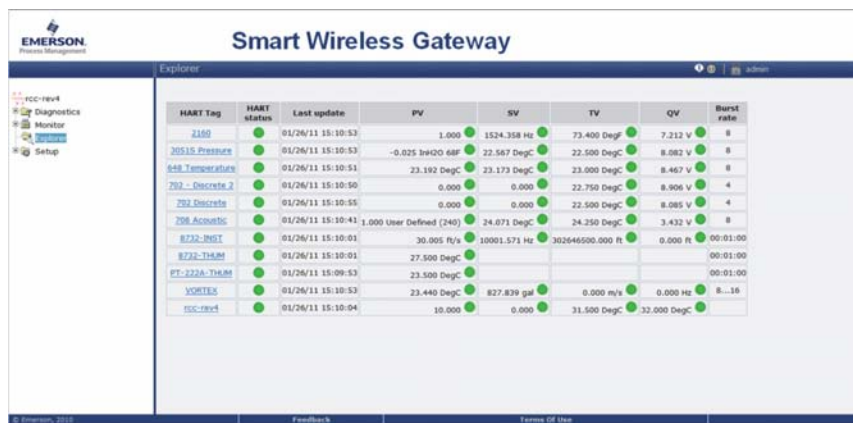 EMERSON.
Process Management
Smart Wireless Gateway
Explorer
admin
rcc-rev4
Diagnostics
Monitor
Explorer
Setup
HART Tag HART status Last update PV SV TV QV Burst rate
2160 01/26/11 15:10:53 1.000 1524.358 Hz 73.400 DegF 7.212 V 8
3051S Pressure 01/26/11 15:10:53 -0.025 InH2O 68F 22.567 DegC 22.500 DegC 8.082 V 8
648 Temperature 01/26/11 15:10:51 23.192 DegC 23.173 DegC 23.000 DegC 8.467 V 8
702 - Discrete 2 01/26/11 15:10:50 0.000 0.000 22.750 DegC 8.906 V 4
702 Discrete 01/26/11 15:10:55 0.000 0.000 22.500 DegC 8.085 V 4
708 Acoustic 01/26/11 15:10:41 1.000 User Defined (240) 24.071 DegC 24.250 DegC 3.432 V 8
8732-INST 01/26/11 15:10:01 30.005 ft/s 10001.571 Hz 302646500.000 ft 0.000 ft 00:01:00
8732-THUM 01/26/11 15:10:01 27.500 DegC 00:01:00
PT-222A-THUM 01/26/11 15:09:53 23.500 DegC 00:01:00
VORTEX 01/26/11 15:10:53 23.440 DegC 827.839 gal 0.000 m/s 0.000 Hz 8...16
rcc-rev4 01/26/11 15:10:04 10.000 0.000 31.500 DegC 32.000 DegC
© Emerson, 2010 Feedback Terms Of Use